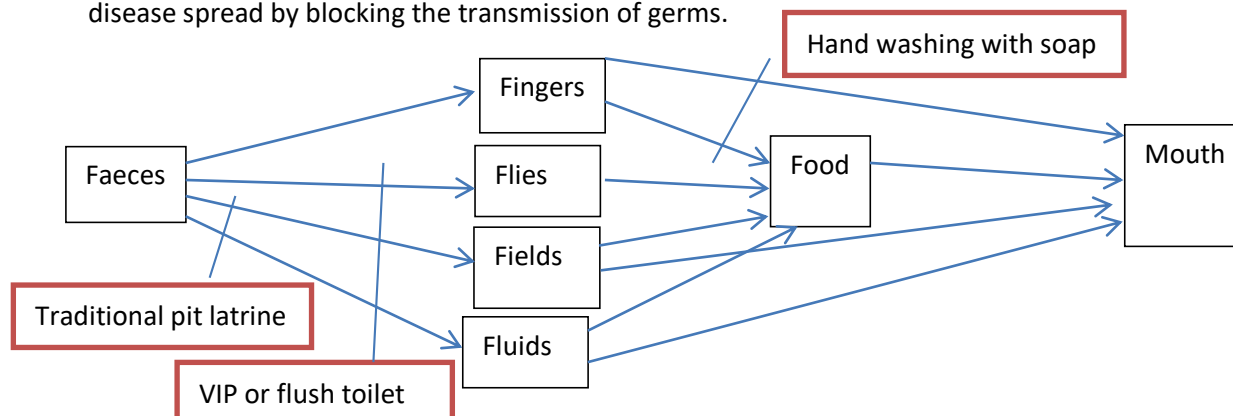 disease spread by blocking the transmission of germs.
Hand washing with soap
Fingers
Faeces
Flies
Food
Mouth
Fields
Traditional pit latrine
Fluids
VIP or flush toilet